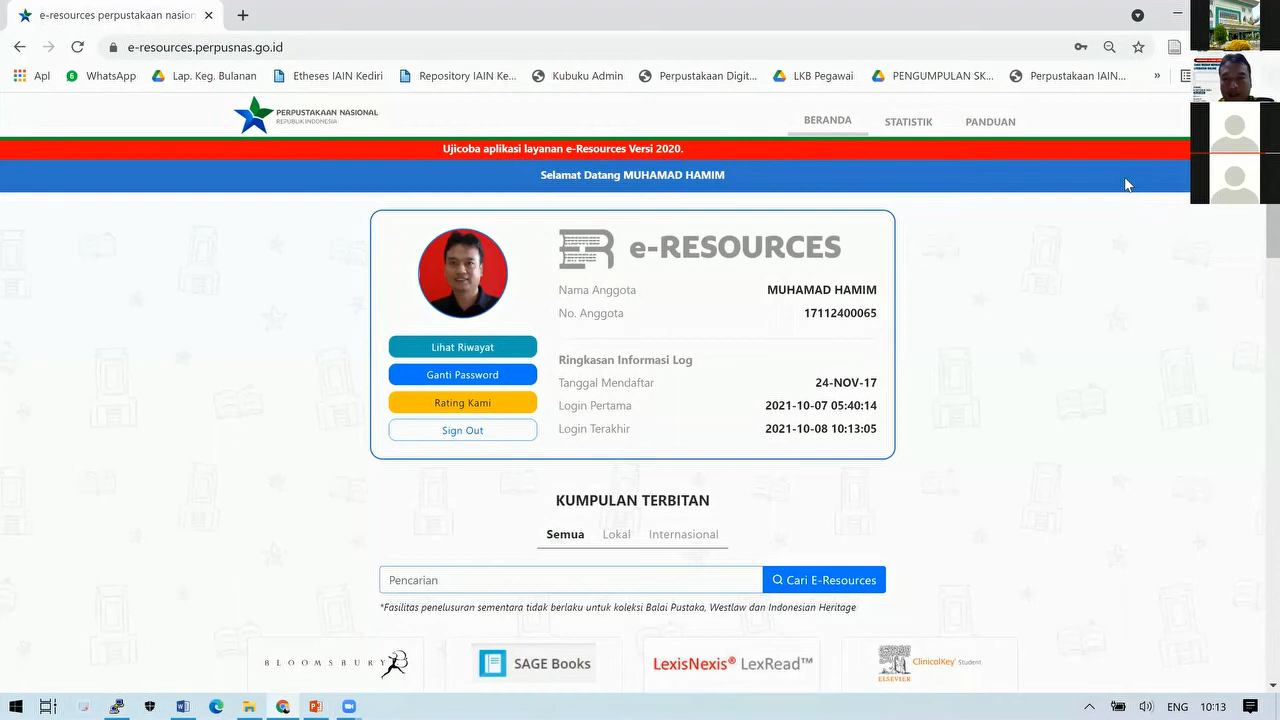 e-resources perpustakaan nasion
e-resources.perpusnas.go.id
Apl
WhatsApp
Lap. Keg. Bulanan
Etheses IAIN Kediri
Repository IAIN
Kubuku Admin
Perpustakaan Digita
LKB Pegawai
PENGUMPULAN SK...
Perpustakaan IAIN...
»
PERPUSTAKAAN NASIONAL
REPUBLIK INDONESIA
BERANDA
STATISTIK
PANDUAN
Ujicoba aplikasi layanan e-Resources Versi 2020.
Selamat Datang MUHAMAD HAMIM
e-RESOURCES
Nama Anggota MUHAMAD HAMIM
No. Anggota 17112400065
Lihat Riwayat
Ganti Password
Rating Kami
Sign Out
Ringkasan Informasi Log
Tanggal Mendaftar 24-NOV-17
Login Pertama 2021-10-07 05:40:14
Login Terakhir 2021-10-08 10:13:05
KUMPULAN TERBITAN
Semua Lokal Internasional
Pencarian
Cari E-Resources
*Fasilitas penelusuran sementara tidak berlaku untuk koleksi Balai Pustaka, Westlaw dan Indonesian Heritage
BLOOMSBURY
SAGE Books
LexisNexis® LexRead™
ELSEVIER
ClinicalKey® Student
ENG 10:13